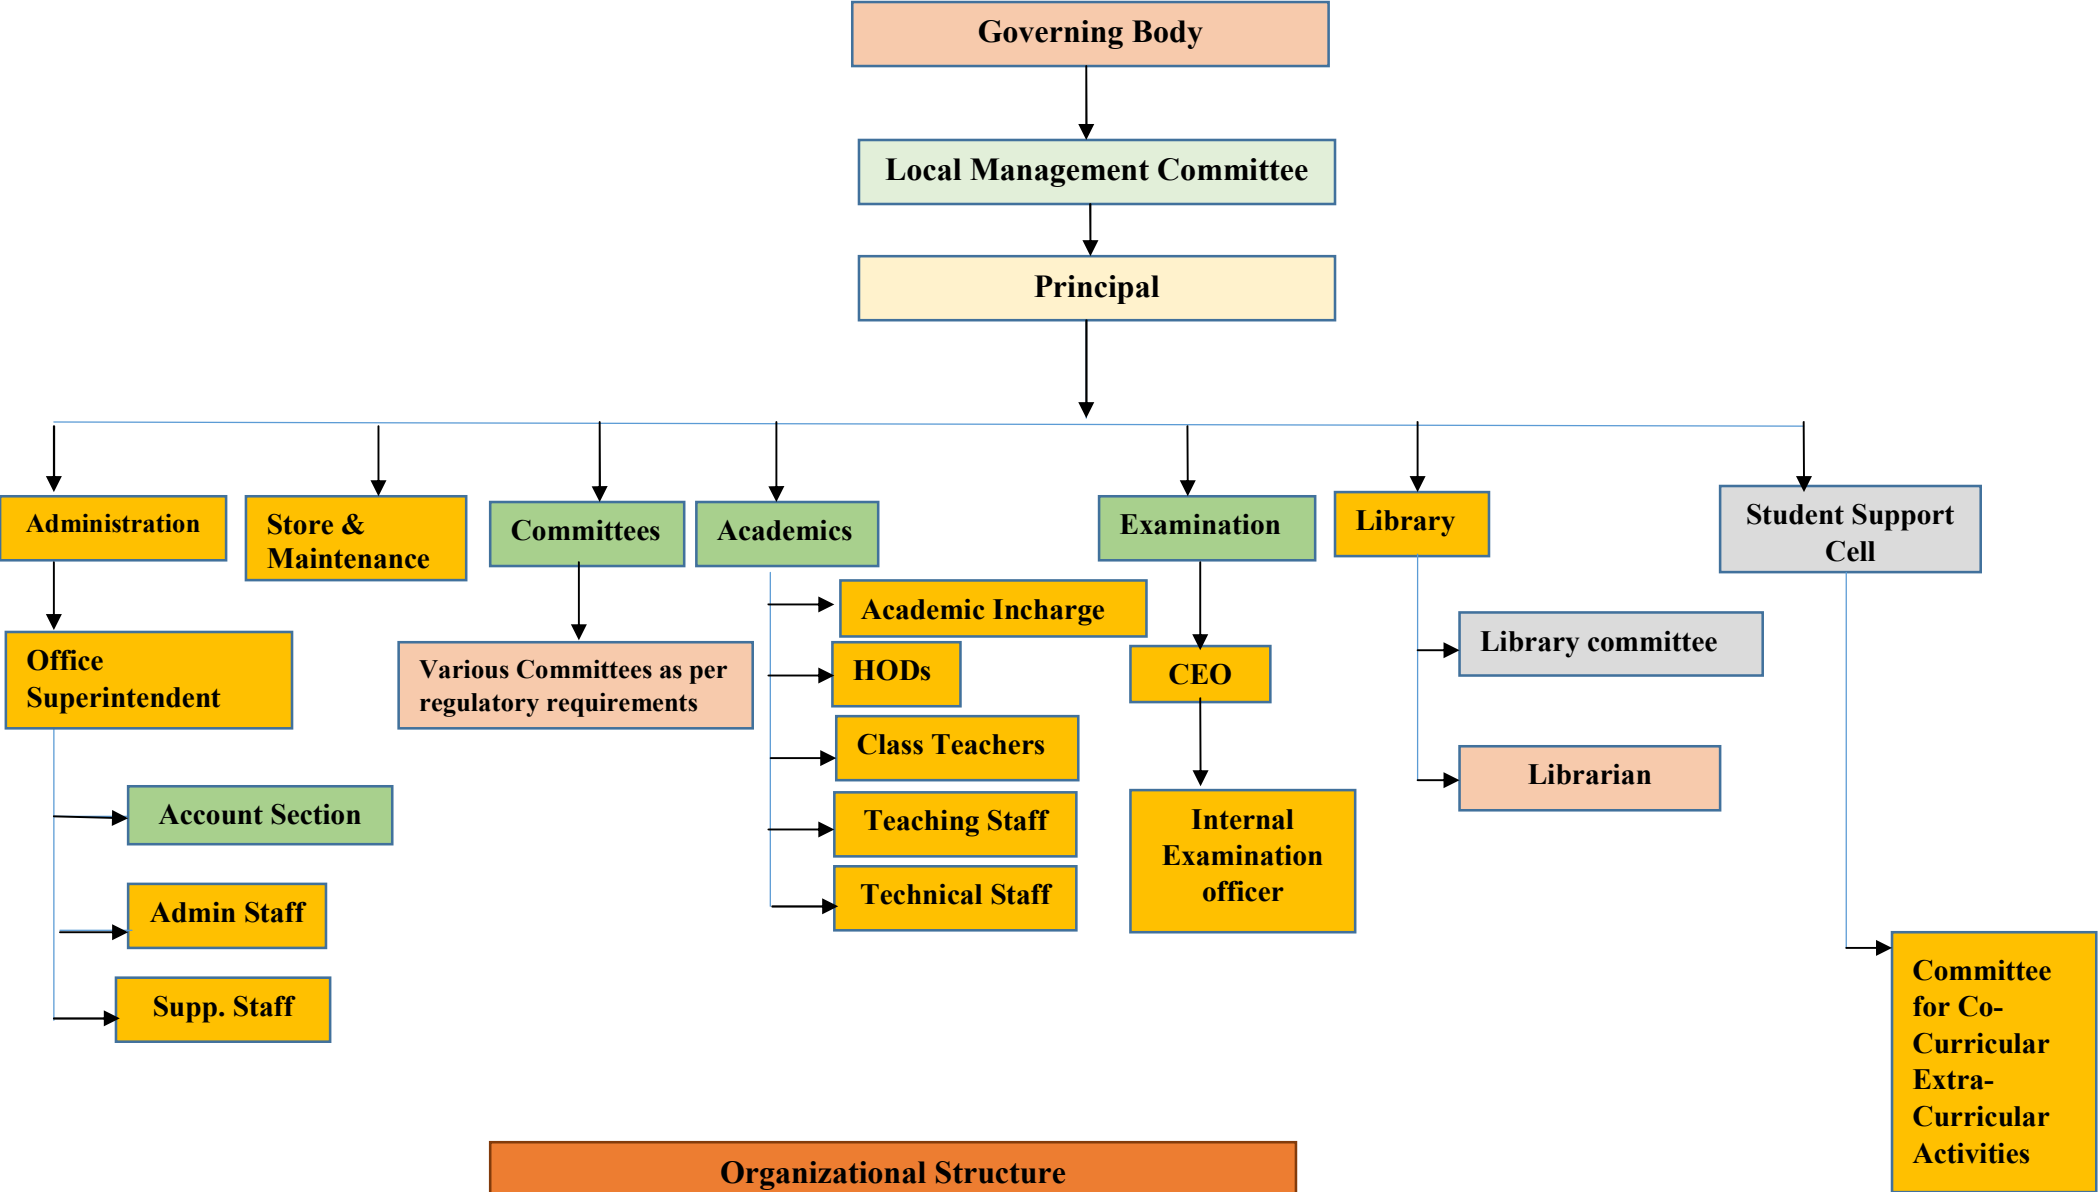 Governing Body
Local Management Committee
Principal
Administration
Store &
Maintenance
Committees
Academics
Examination
Library
Student Support
Cell
Office
Superintendent
Account Section
Admin Staff
Supp. Staff
Various Committees as per
regulatory requirements
Academic Incharge
HODs
Class Teachers
Teaching Staff
Technical Staff
CEO
Internal
Examination
officer
Library committee
Librarian
Committee
for Co-
Curricular
Extra-
Curricular
Activities
Organizational Structure